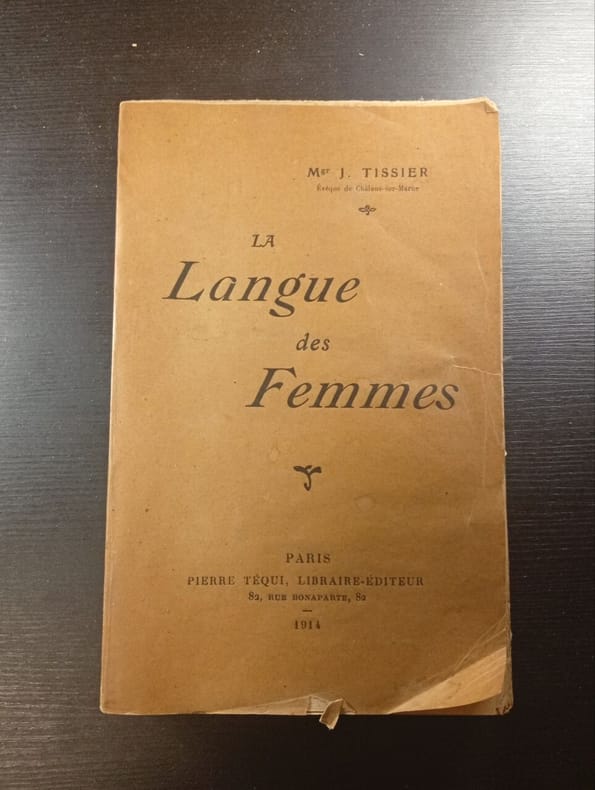 Mgr J. TISSIER
Évêque de Châlons-sur-Marne
LA
Langue
des
Femmes
PARIS
PIERRE TÉQUI, LIBRAIRE-ÉDITEUR
82, RUE BONAPARTE, 82
1914